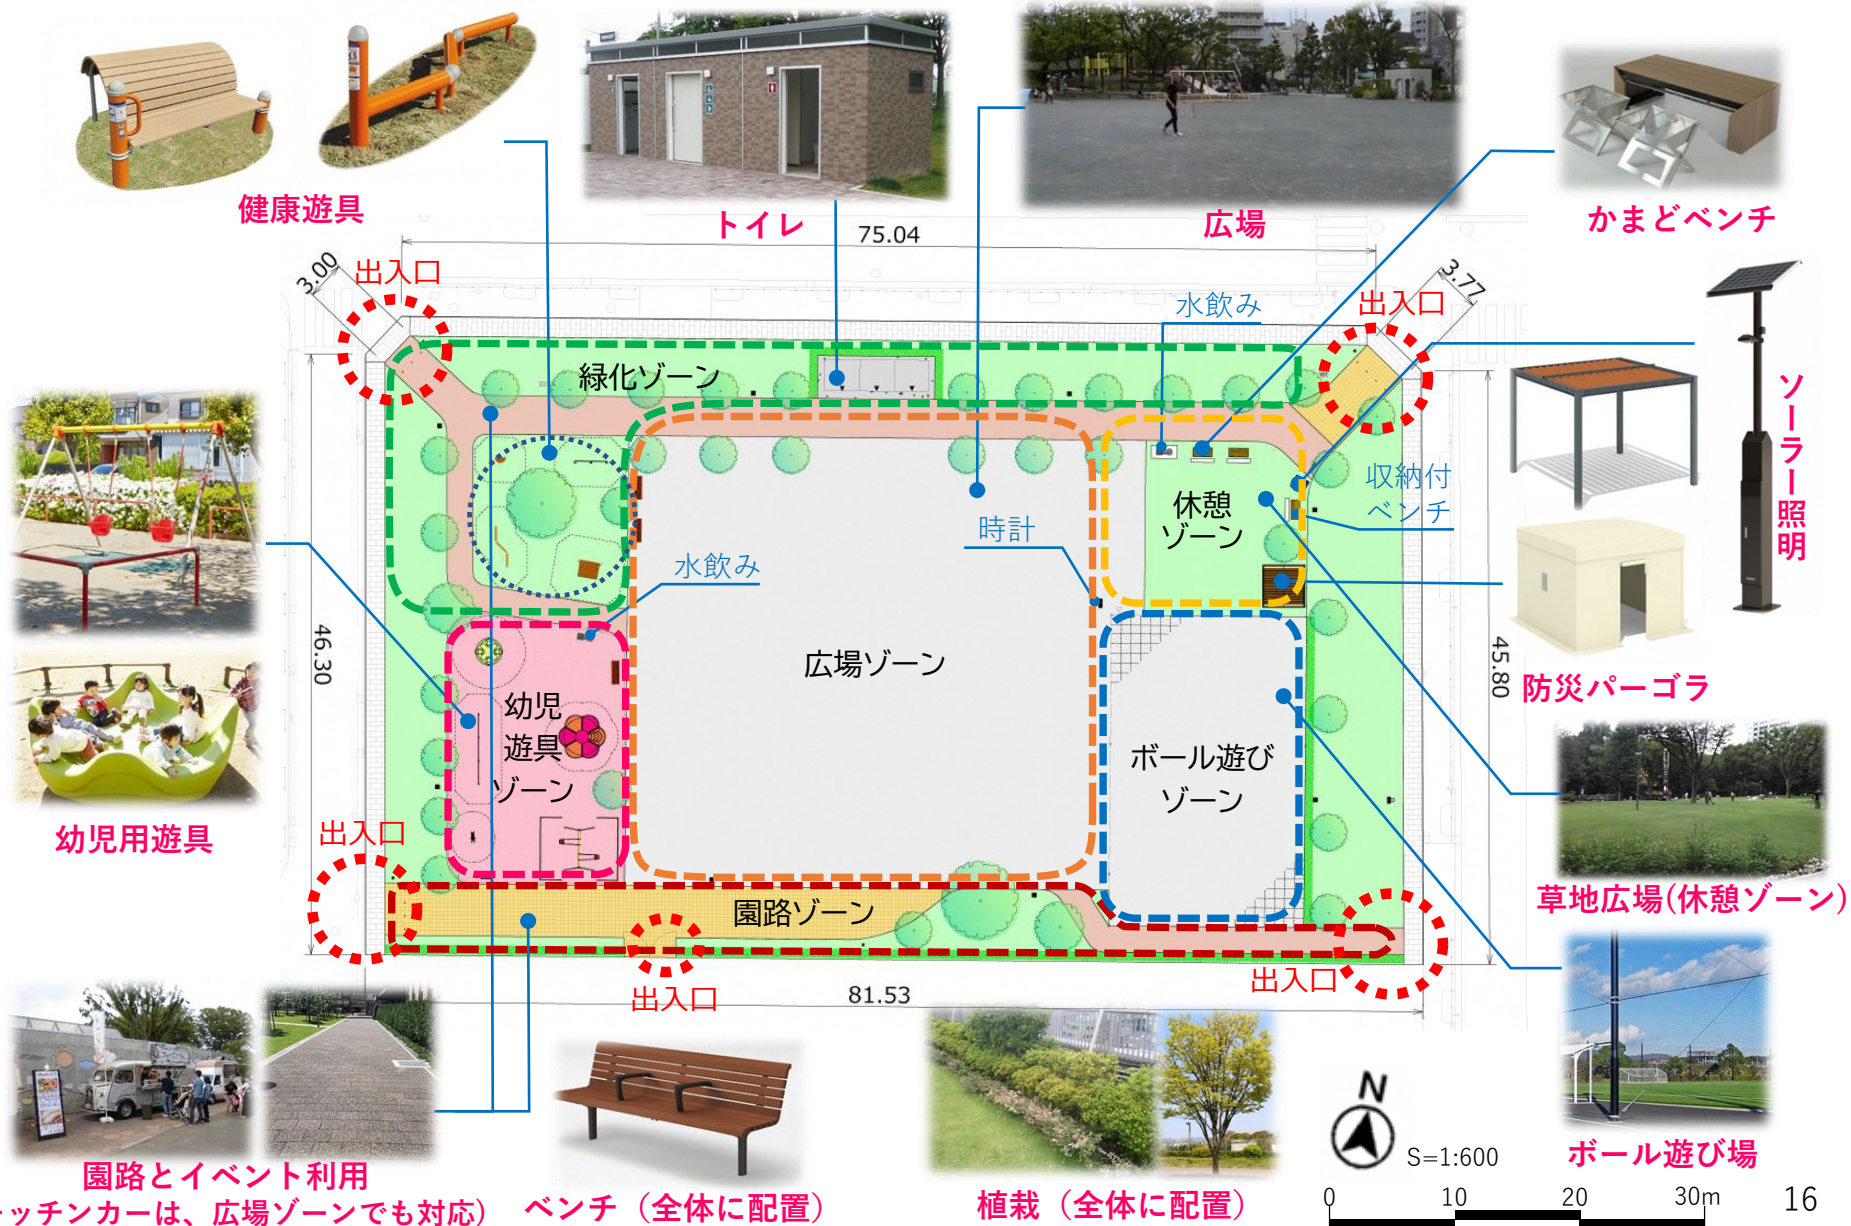 健康遊具
トイレ
広場
かまどベンチ
75.04
3.00
出入口
水飲み
出入口
3.77
緑化ゾーン
ソーラー照明
休憩
ゾーン
収納付
ベンチ
時計
水飲み
46.30
広場ゾーン
45.80
防災パーゴラ
幼児
遊具
ゾーン
ボール遊び
ゾーン
幼児用遊具
出入口
園路ゾーン
草地広場(休憩ゾーン)
出入口
出入口
81.53
園路とイベント利用
ッチンカーは、広場ゾーンでも対応)
ベンチ（全体に配置）
植栽（全体に配置）
N
S=1:600
0 10 20 30m
ボール遊び場
16